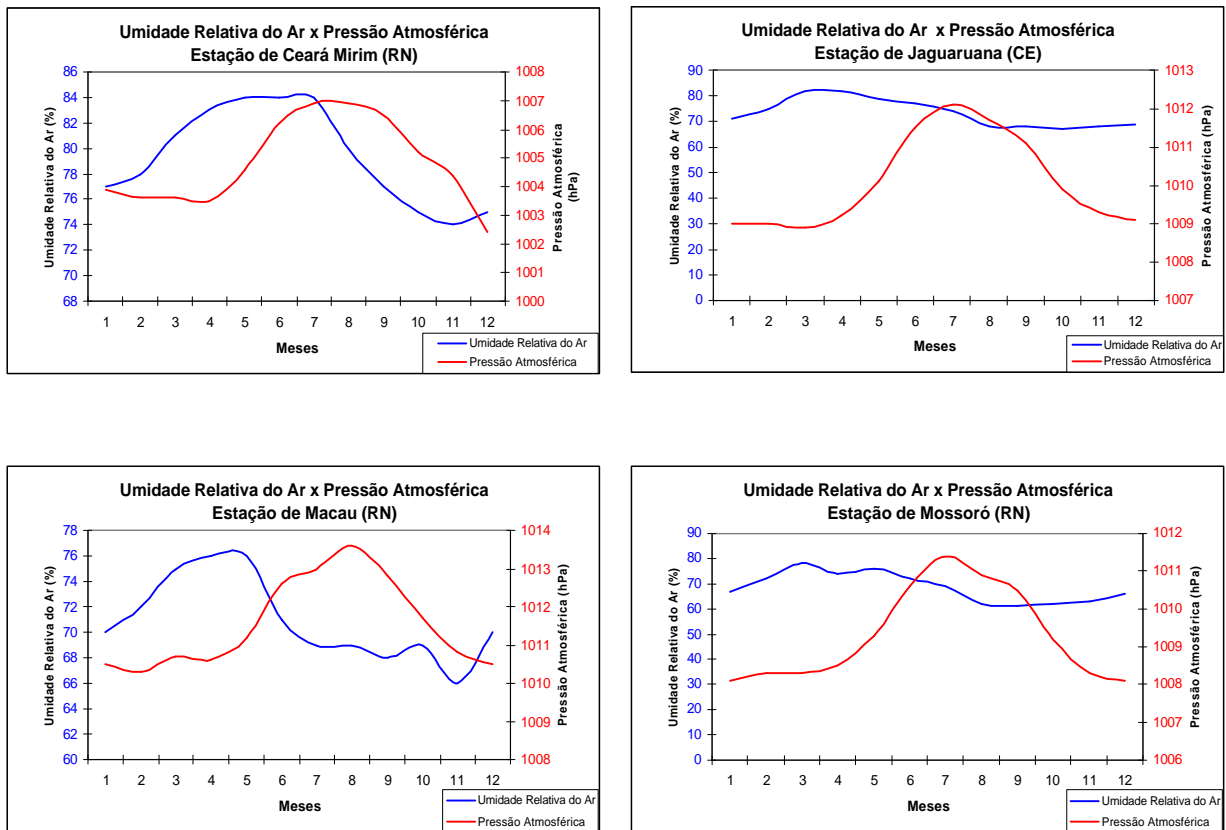 Umidade Relativa do Ar x Pressão Atmosférica
Estação de Ceará Mirim (RN)
Umidade Relativa do Ar (%)
86
84
82
80
78
76
74
72
70
68
1008
1007
1006
1005
1004
1003
1002
1001
1000
Pressão Atmosférica
(hPa)
1 2 3 4 5 6 7 8 9 10 11 12
Meses
Umidade Relativa do Ar
Pressão Atmosférica
Umidade Relativa do Ar x Pressão Atmosférica
Estação de Jaguaruana (CE)
Umidade Relativa do Ar (%)
90
80
70
60
50
40
30
20
10
0
1013
1012
1011
1010
1009
1008
1007
Pressão Atmosférica (hPa)
1 2 3 4 5 6 7 8 9 10 11 12
Meses
Umidade Relativa do Ar
Pressão Atmosférica
Umidade Relativa do Ar x Pressão Atmosférica
Estação de Macau (RN)
Umidade Relativa do Ar (%)
78
76
74
72
70
68
66
64
62
60
1014
1013
1012
1011
1010
1009
1008
Pressão Atmosférica (hPa)
1 2 3 4 5 6 7 8 9 10 11 12
Meses
Umidade Relativa do Ar
Pressão Atmosférica
Umidade Relativa do Ar x Pressão Atmosférica
Estação de Mossoró (RN)
Umidade Relativa do Ar (%)
90
80
70
60
50
40
30
20
10
0
1012
1011
1010
1009
1008
1007
1006
Pressão Atmosférica (hPa)
1 2 3 4 5 6 7 8 9 10 11 12
Meses
Umidade Relativa do Ar
Pressão Atmosférica